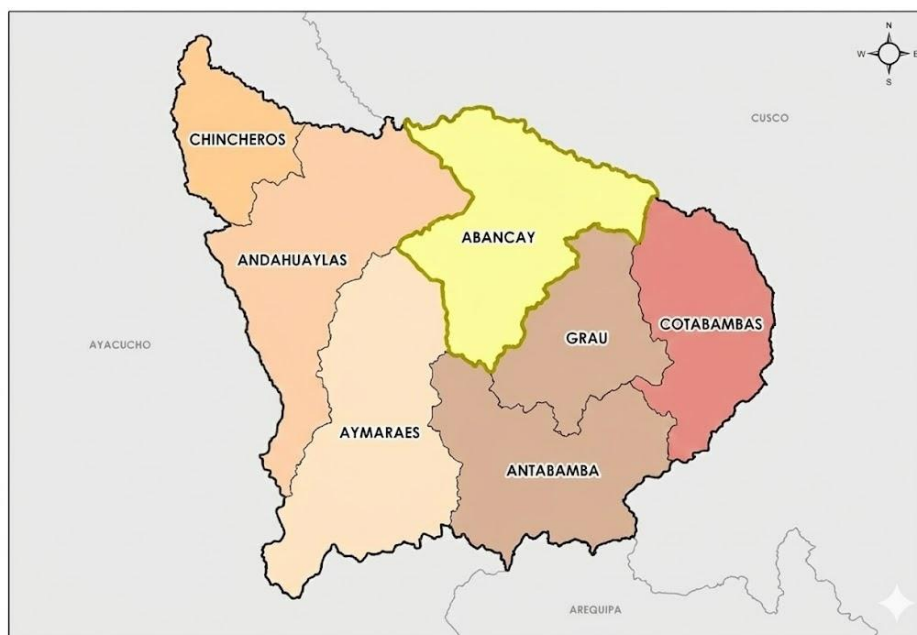 N
W E
S
CUSCO
CHINCHEROS
ABANCAY
ANDAHUAYLAS
COTABAMBAS
GRAU
AYACUCHO
AYMARAES
ANTABAMBA
AREQUIPA